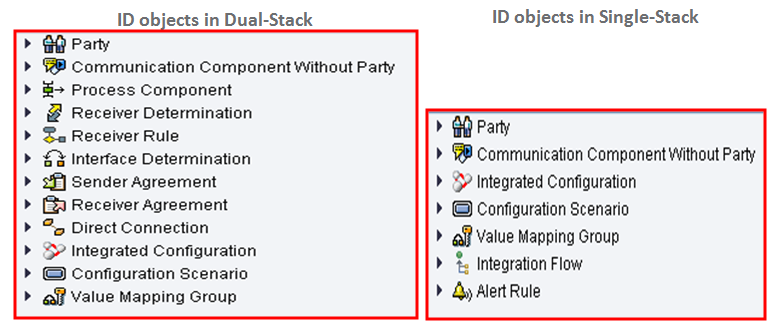 ID objects in Dual-Stack
Party
Communication Component Without Party
Process Component
Receiver Determination
Receiver Rule
Interface Determination
Sender Agreement
Receiver Agreement
Direct Connection
Integrated Configuration
Configuration Scenario
Value Mapping Group
ID objects in Single-Stack
Party
Communication Component Without Party
Integrated Configuration
Configuration Scenario
Value Mapping Group
Integration Flow
Alert Rule